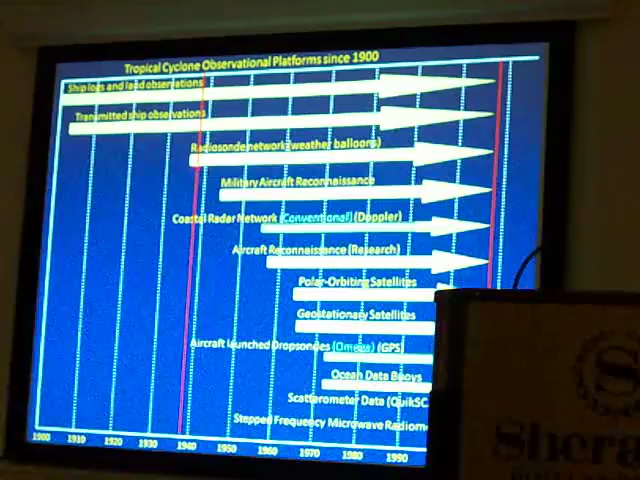 Tropical Cyclone Observational Platforms since 1900
Ship logs and land observations
Transmitted ship observations
Radiosonde network (weather balloons)
Military Aircraft Reconnaissance
Coastal Radar Network (Conventional) (Doppler)
Aircraft Reconnaissance (Research)
Polar-Orbiting Satellites
Geostationary Satellites
Aircraft launched Dropsondes (Omega) (GPS)
Ocean Data Buoys
Scatterometer Data (QuikSC
Stepped Frequency Microwave Radiom
1900 1910 1920 1930 1940 1950 1960 1970 1980 1990
S
Shera